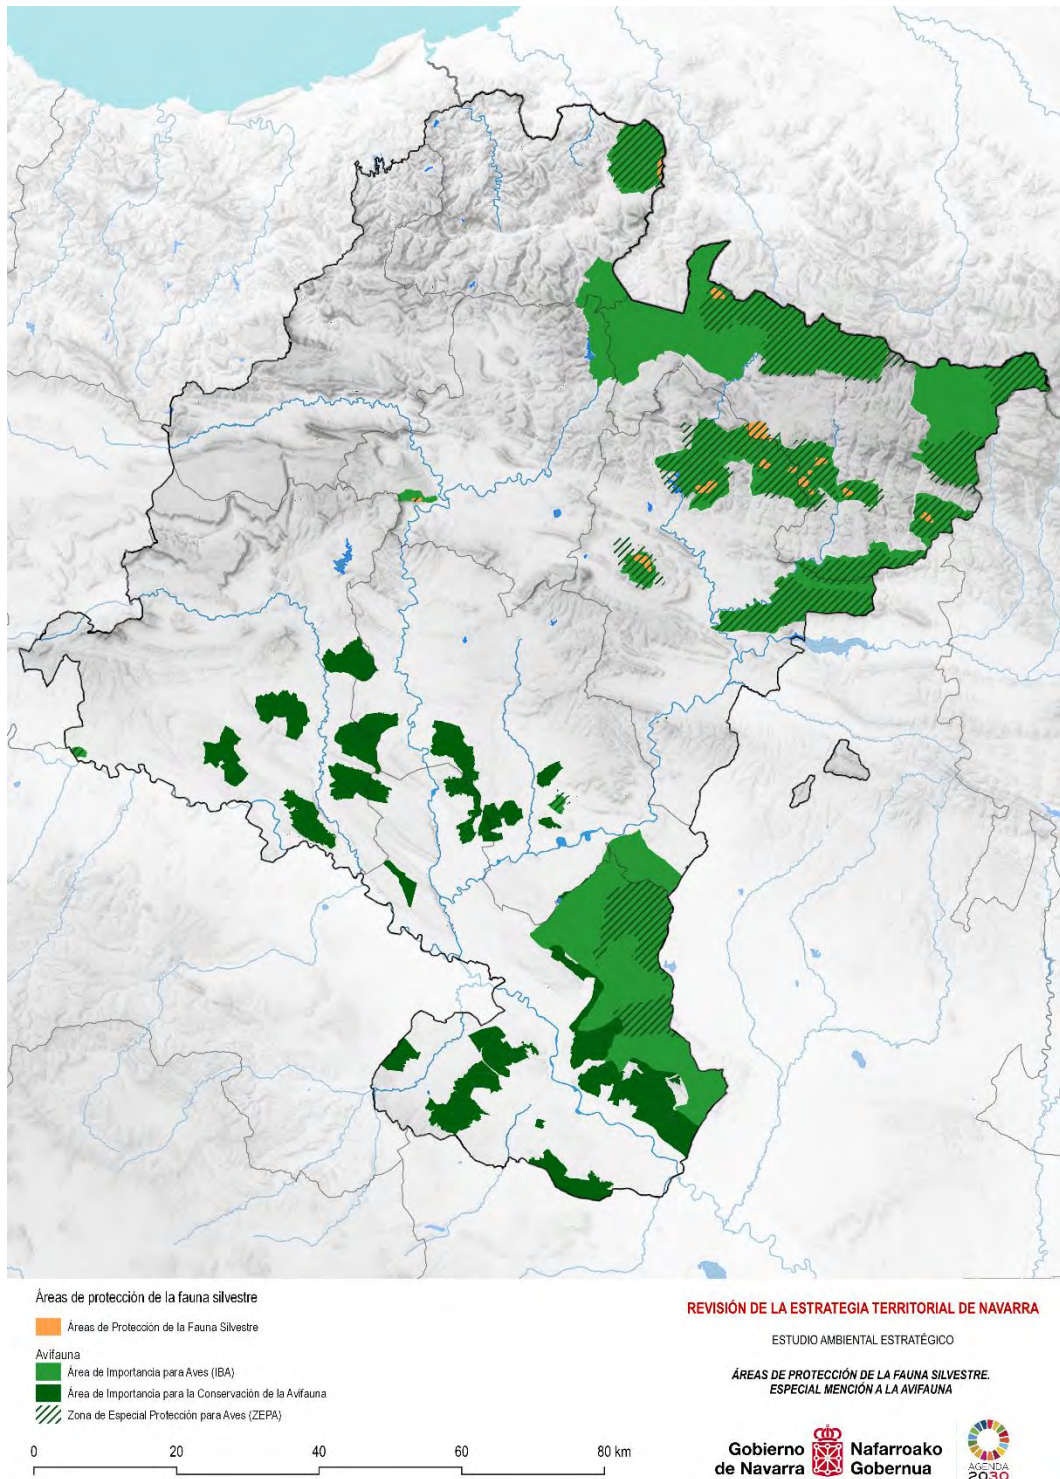 Áreas de protección de la fauna silvestre
Áreas de Protección de la Fauna Silvestre
Avifauna
Área de Importancia para Aves (IBA)
Área de Importancia para la Conservación de la Avifauna
Zona de Especial Protección para Aves (ZEPA)
0 20 40 60 80 km
REVISIÓN DE LA ESTRATEGIA TERRITORIAL DE NAVARRA
ESTUDIO AMBIENTAL ESTRATÉGICO
ÁREAS DE PROTECCIÓN DE LA FAUNA SILVESTRE.
ESPECIAL MENCIÓN A LA AVIFAUNA
Gobierno de Navarra
Nafarroako Gobernua
AGENDA
2030